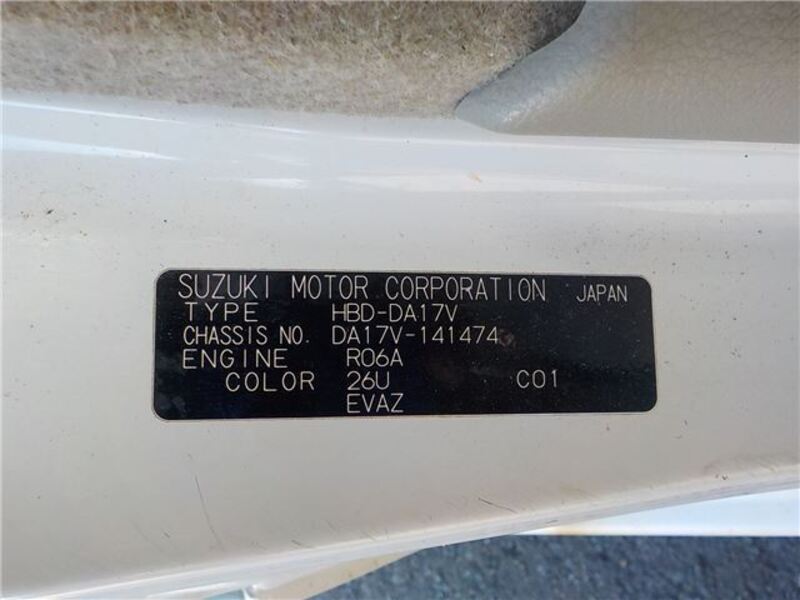 SUZUKI MOTOR CORPORATION JAPAN
TYPE HBD-DA17V
CHASSIS NO. DA17V-141474
ENGINE R06A
COLOR 26U C01
EVAZ